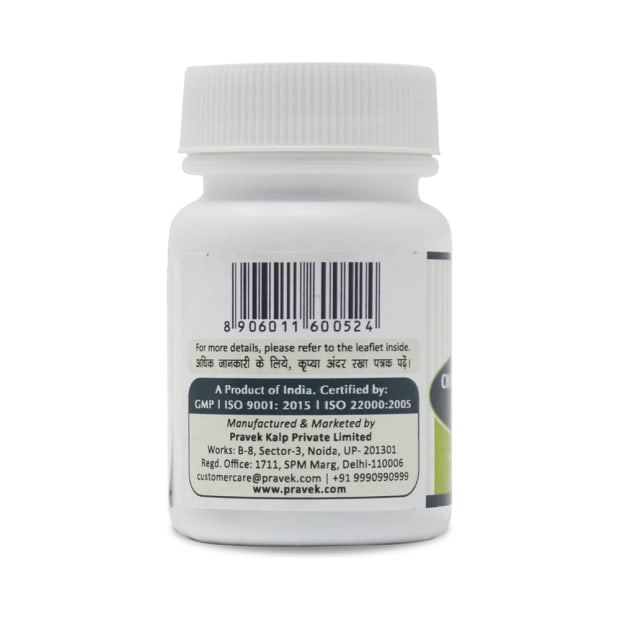 8 906011 600524
For more details, please refer to the leaflet inside.
अधिक जानकारी के लिये, कृप्या अंदर रखा पत्रक पढ़ें।
A Product of India. Certified by:
GMP | ISO 9001: 2015 | ISO 22000:2005
Manufactured & Marketed by
Pravek Kalp Private Limited
Works: B-8, Sector-3, Noida, UP- 201301
Regd. Office: 1711, SPM Marg, Delhi-110006
customercare@pravek.com | +91 9990990999
www.pravek.com